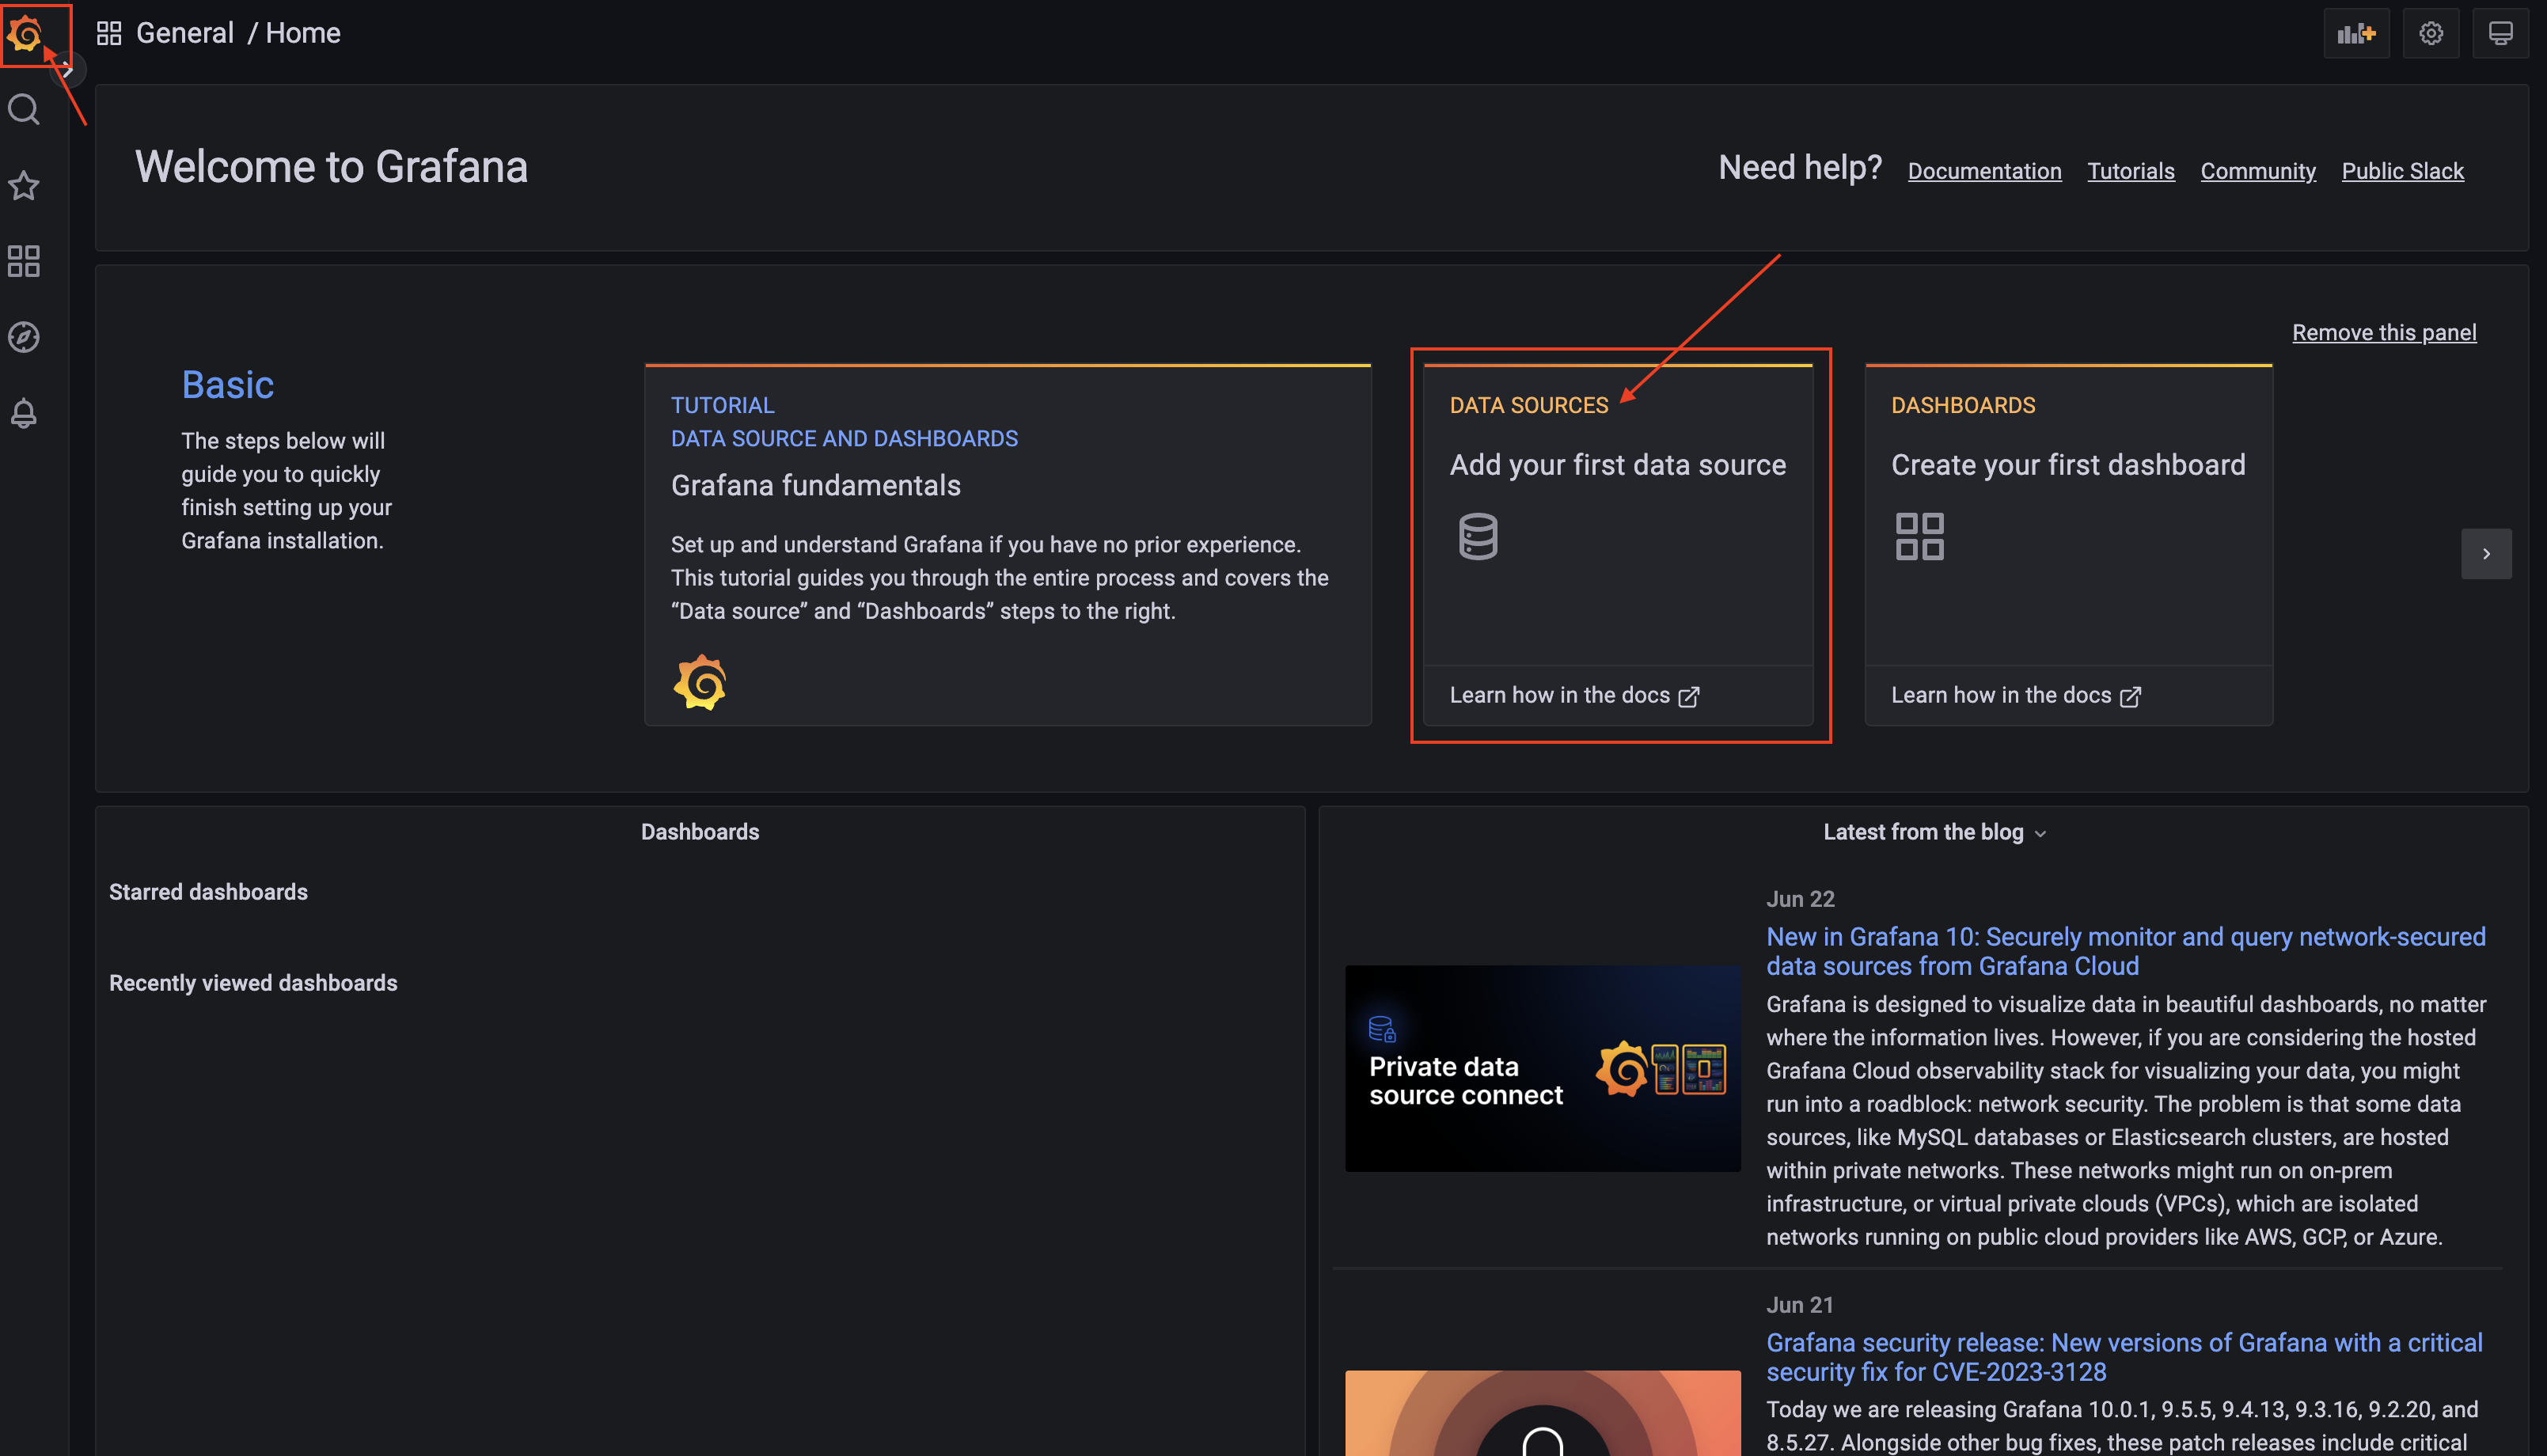 General / Home
Welcome to Grafana
Need help? Documentation Tutorials Community Public Slack
Remove this panel
Basic
The steps below will
guide you to quickly
finish setting up your
Grafana installation.
TUTORIAL
DATA SOURCE AND DASHBOARDS
Grafana fundamentals
Set up and understand Grafana if you have no prior experience.
This tutorial guides you through the entire process and covers the
“Data source” and “Dashboards” steps to the right.
DATA SOURCES
Add your first data source
Learn how in the docs
DASHBOARDS
Create your first dashboard
Learn how in the docs
Dashboards
Starred dashboards
Recently viewed dashboards
Latest from the blog
Private data
source connect
Jun 22
New in Grafana 10: Securely monitor and query network-secured
data sources from Grafana Cloud
Grafana is designed to visualize data in beautiful dashboards, no matter
where the information lives. However, if you are considering the hosted
Grafana Cloud observability stack for visualizing your data, you might
run into a roadblock: network security. The problem is that some data
sources, like MySQL databases or Elasticsearch clusters, are hosted
within private networks. These networks might run on on-prem
infrastructure, or virtual private clouds (VPCs), which are isolated
networks running on public cloud providers like AWS, GCP, or Azure.
Jun 21
Grafana security release: New versions of Grafana with a critical
security fix for CVE-2023-3128
Today we are releasing Grafana 10.0.1, 9.5.5, 9.4.13, 9.3.16, 9.2.20, and
8.5.27. Alongside other bug fixes, these patch releases include critical